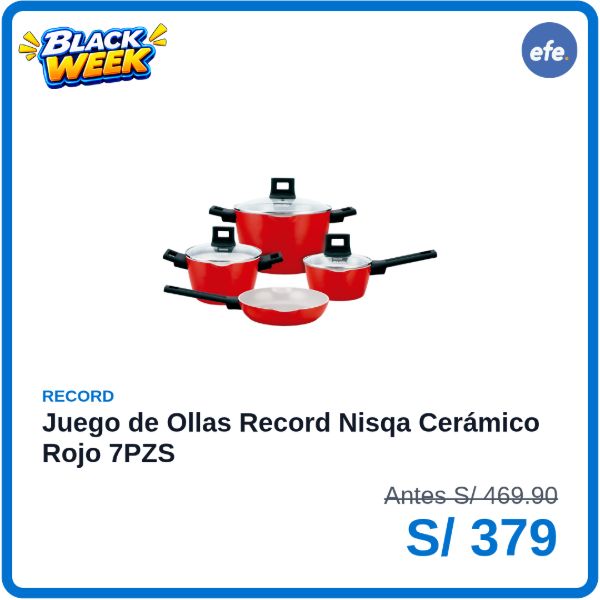 BLACK
WEEK
efe.
RECORD
Juego de Ollas Record Nisqa Cerámico
Rojo 7PZS
Antes S/ 469.90
S/ 379